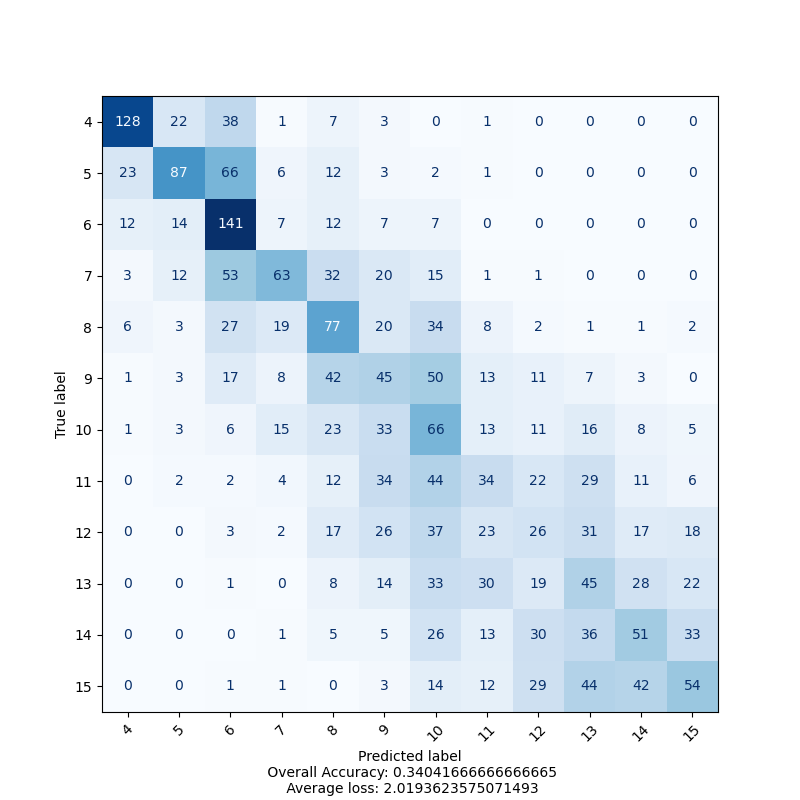 4 128 22 38 1 7 3 0 1 0 0 0 0
5 23 87 66 6 12 3 2 1 0 0 0 0
6 12 14 141 7 12 7 7 0 0 0 0 0
7 3 12 53 63 32 20 15 1 1 0 0 0
8 6 3 27 19 77 20 34 8 2 1 1 2
9 1 3 17 8 42 45 50 13 11 7 3 0
True label
10 1 3 6 15 23 33 66 13 11 16 8 5
11 0 2 2 4 12 34 44 34 22 29 11 6
12 0 0 3 2 17 26 37 23 26 31 17 18
13 0 0 1 0 8 14 33 30 19 45 28 22
14 0 0 0 1 5 5 26 13 30 36 51 33
15 0 0 1 1 0 3 14 12 29 44 42 54
4 5 6 7 8 9 10 11 12 13 14 15
Predicted label
Overall Accuracy: 0.34041666666666665
Average loss: 2.0193623575071493